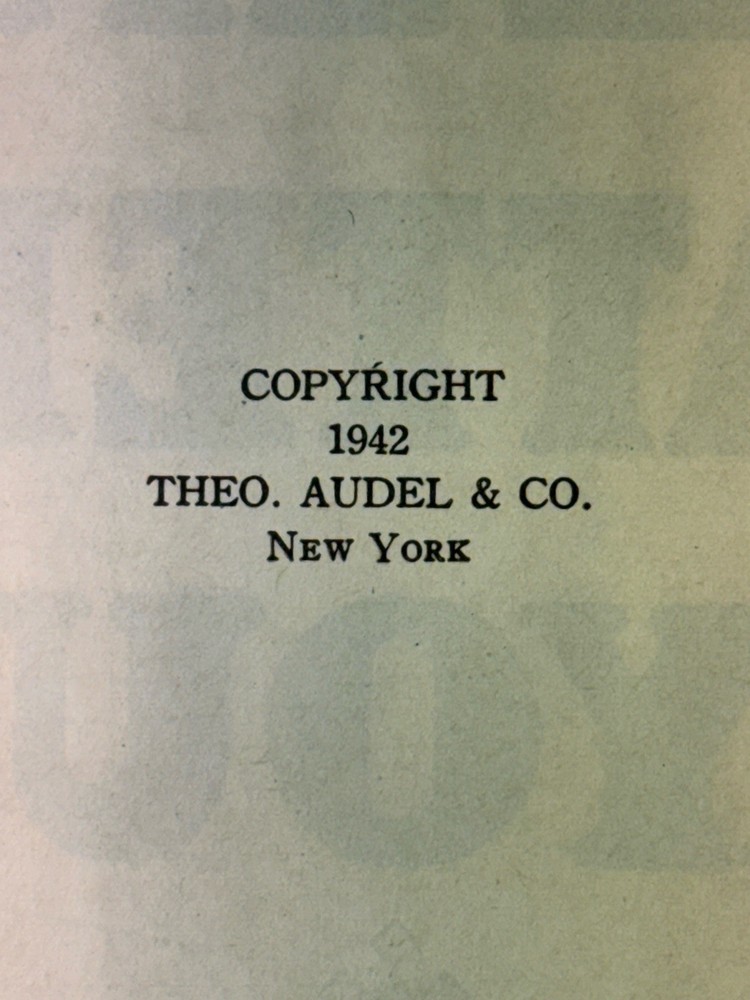 COPYRIGHT
1942
THEO. AUDEL & CO.
NEW YORK